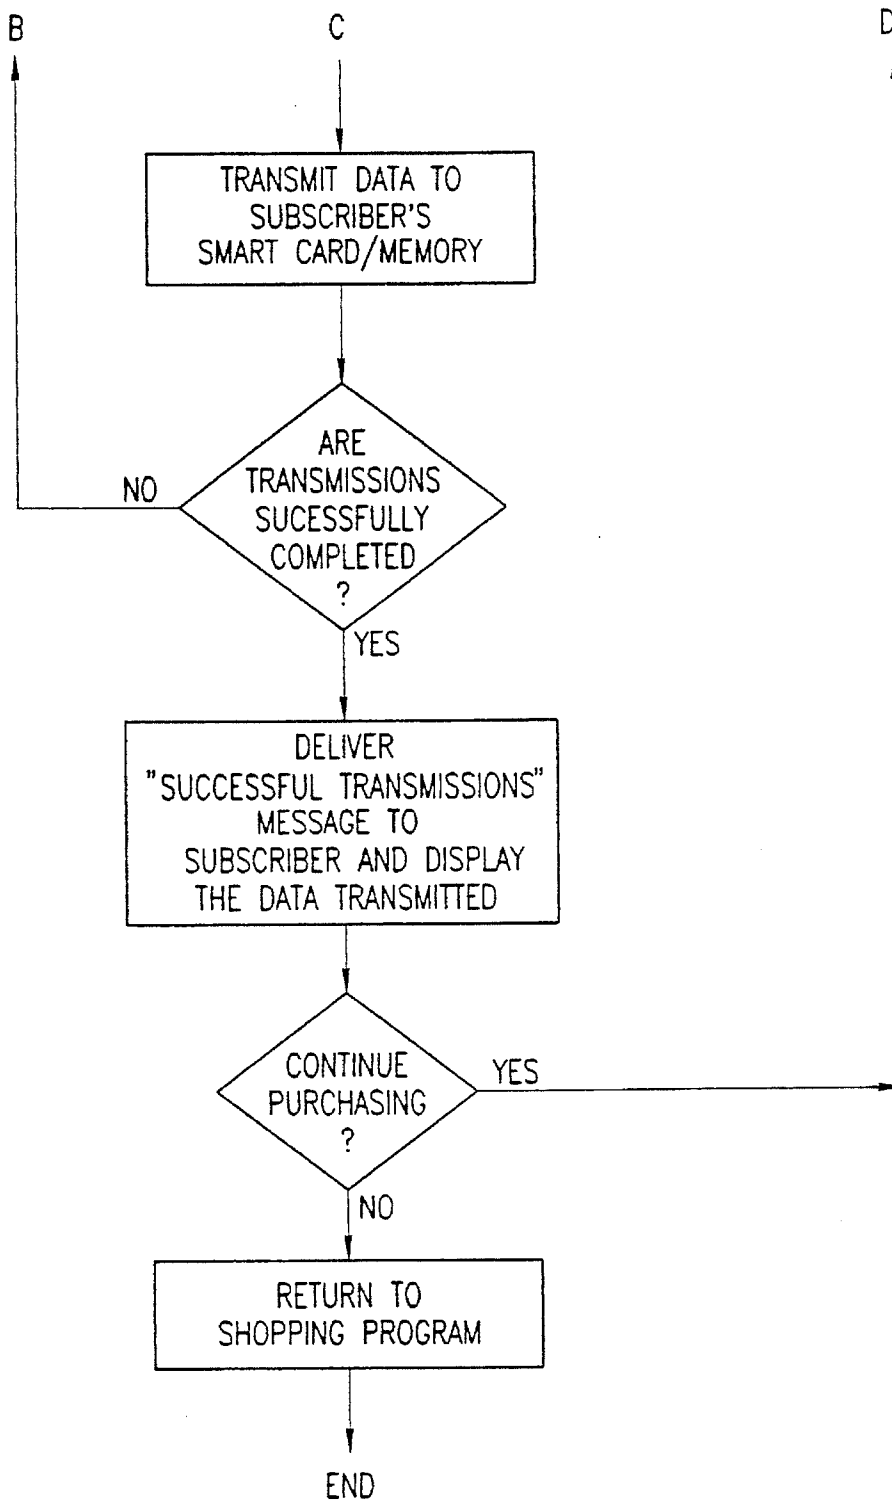 B
C
D
TRANSMIT DATA TO
SUBSCRIBER'S
SMART CARD/MEMORY
ARE
TRANSMISSIONS
SUCESSFULLY
COMPLETED
?
NO
YES
DELIVER
"SUCCESSFUL TRANSMISSIONS"
MESSAGE TO
SUBSCRIBER AND DISPLAY
THE DATA TRANSMITTED
CONTINUE
PURCHASING
?
YES
NO
RETURN TO
SHOPPING PROGRAM
END